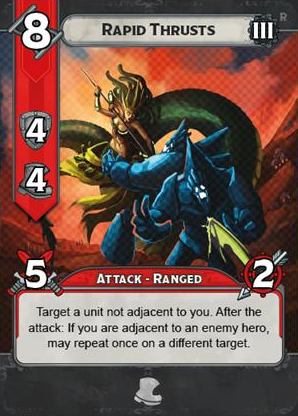 8
RAPID THRUSTS
III
R
4
4
5
ATTACK - RANGED
2
Target a unit not adjacent to you. After the
attack: If you are adjacent to an enemy hero,
may repeat once on a different target.